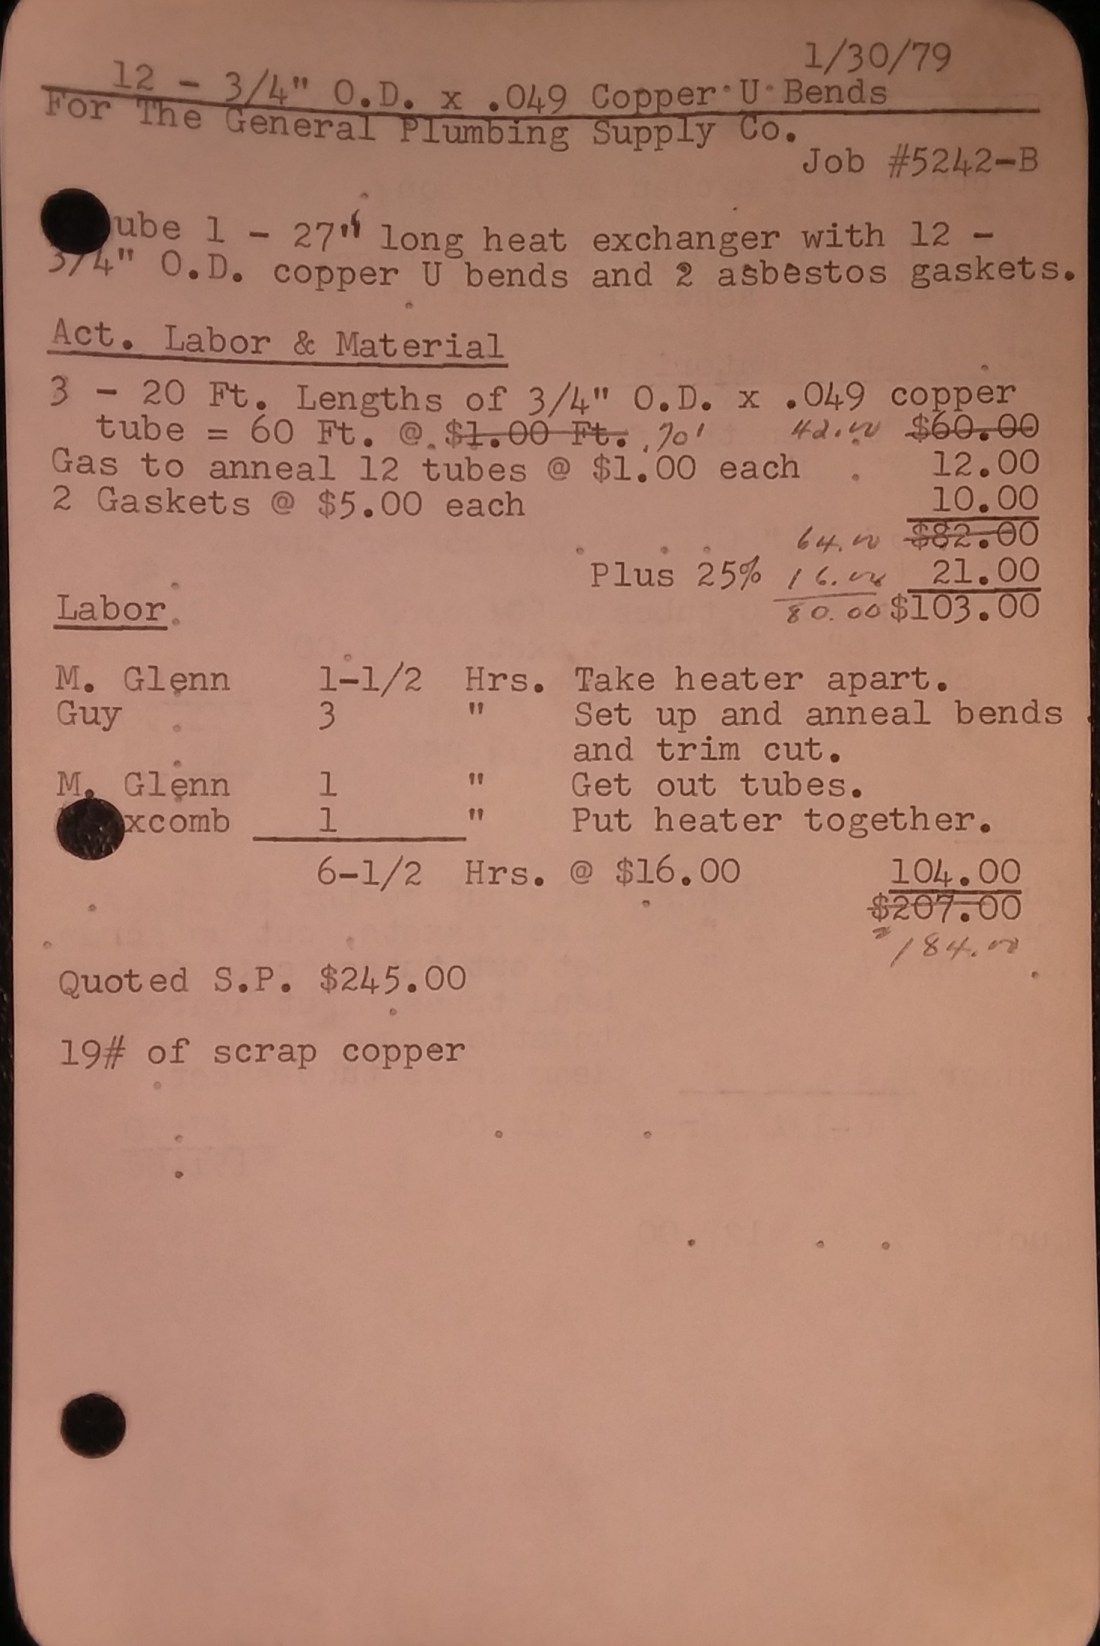 1/30/79
12 - 3/4" O.D. x .049 Copper U Bends
For The General Plumbing Supply Co.
Job #5242-B
ube 1 - 27" long heat exchanger with 12 -
3/4" O.D. copper U bends and 2 asbestos gaskets.
Act. Labor & Material
3 - 20 Ft. Lengths of 3/4" O.D. x .049 copper
tube = 60 Ft. @ $1.00 Ft. .70' 42.00 $60.00
Gas to anneal 12 tubes @ $1.00 each 12.00
2 Gaskets @ $5.00 each 10.00
64.00 $82.00
Plus 25% 16.00 21.00
80.00 $103.00
Labor
M. Glenn 1-1/2 Hrs. Take heater apart.
Guy 3 " Set up and anneal bends
and trim cut.
M. Glenn 1 " Get out tubes.
xcomb 1 " Put heater together.
6-1/2 Hrs. @ $16.00 104.00
$207.00
184.00
Quoted S.P. $245.00
19# of scrap copper